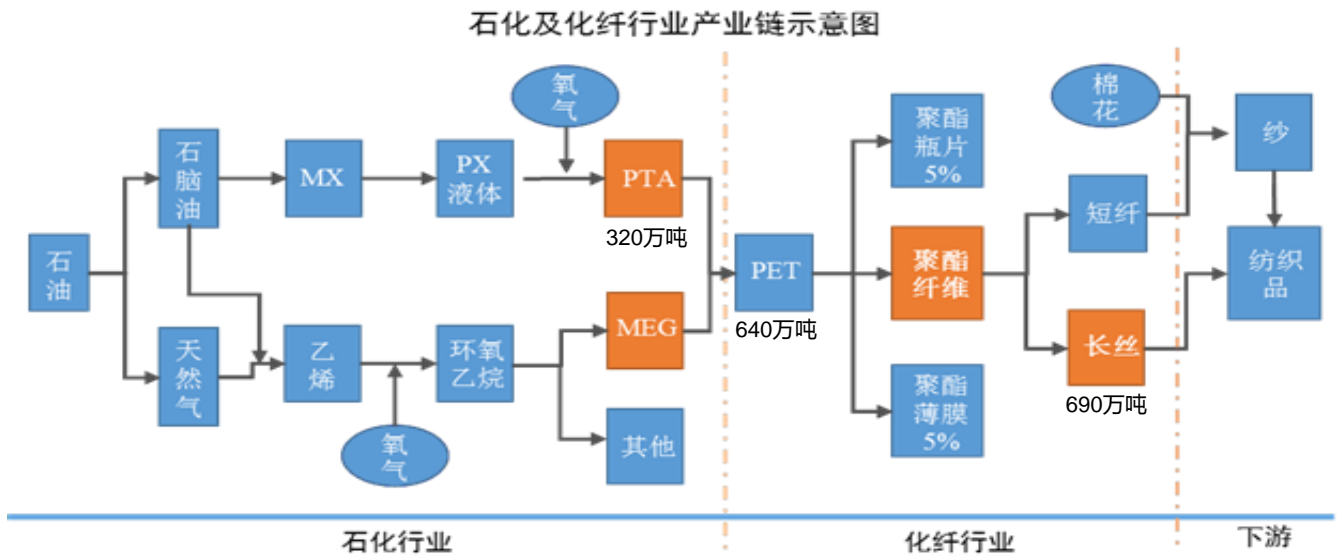 石化及化纤行业产业链示意图
氧
气
棉
花
石
脑
油
MX
PX
液体
PTA
320万吨
聚酯
瓶片
5%
纱
短纤
石
油
PET
640万吨
聚酯
纤维
纺织
品
天
然
气
乙
烯
环氧
乙烷
MEG
长丝
690万吨
聚酯
薄膜
5%
氧
气
其他
石化行业
化纤行业
下游